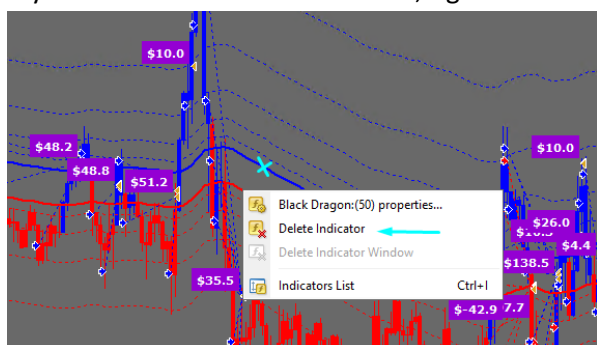 $10.0
$48.2
$48.8
$51.2
$10.0
Black Dragon:(50) properties...
Delete Indicator
Delete Indicator Window
Indicators List Ctrl+I
$26.0
$4.4
$138.5
$35.5
$-42.9
7.7